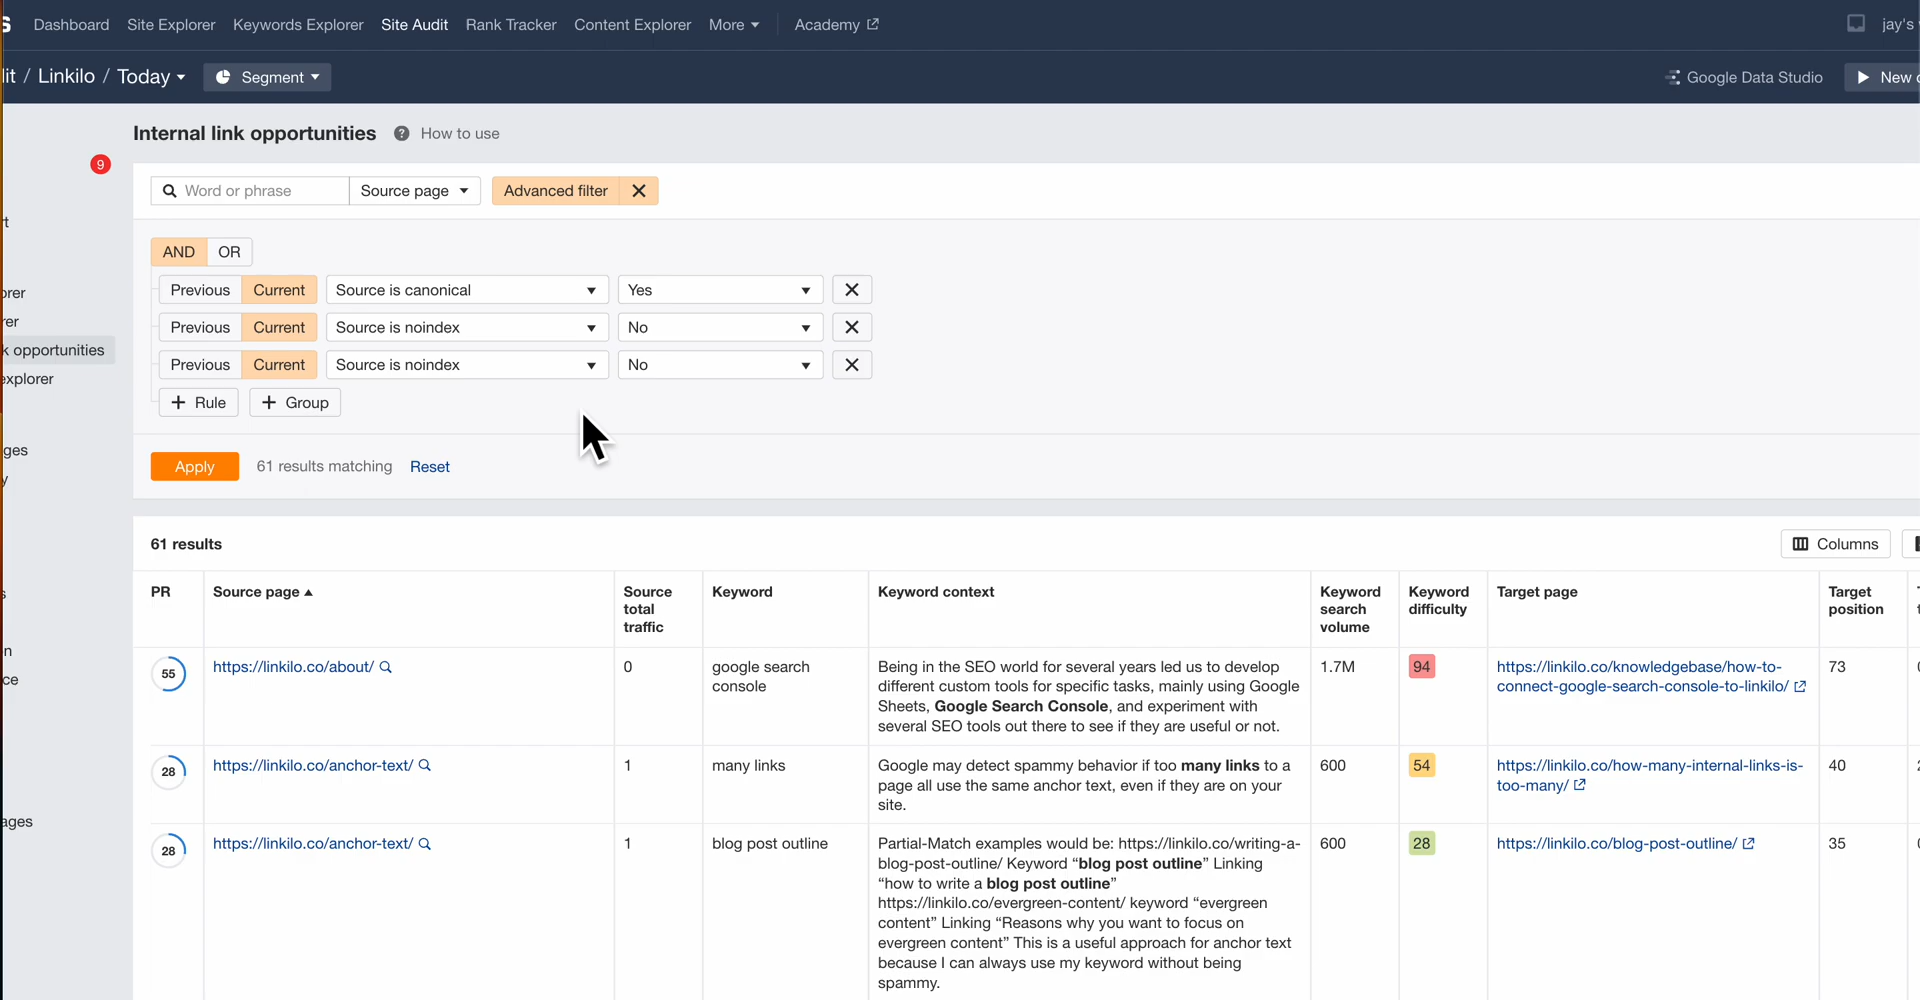 S Dashboard Site Explorer Keywords Explorer Site Audit Rank Tracker Content Explorer More Academy jay's
lit / Linkilo / Today Segment Google Data Studio New
Internal link opportunities ? How to use
9
Word or phrase Source page Advanced filter
AND OR
Previous Current Source is canonical Yes
Previous Current Source is noindex No
Previous Current Source is noindex No
+ Rule + Group
Apply 61 results matching Reset
rt
orer
rer
k opportunities
explorer
ges
y
s
n
ce
ages
61 results Columns
PR Source page Source total traffic Keyword Keyword context Keyword search volume Keyword difficulty Target page Target position
55 https://linkilo.co/about/ 0 google search console
Being in the SEO world for several years led us to develop
different custom tools for specific tasks, mainly using Google
Sheets, Google Search Console, and experiment with
several SEO tools out there to see if they are useful or not.
1.7M 94 https://linkilo.co/knowledgebase/how-to-
connect-google-search-console-to-linkilo/ 73
28 https://linkilo.co/anchor-text/ 1 many links
Google may detect spammy behavior if too many links to a
page all use the same anchor text, even if they are on your
site.
600 54 https://linkilo.co/how-many-internal-links-is-
too-many/ 40
28 https://linkilo.co/anchor-text/ 1 blog post outline
Partial-Match examples would be: https://linkilo.co/writing-a-
blog-post-outline/ Keyword “blog post outline” Linking
“how to write a blog post outline”
https://linkilo.co/evergreen-content/ keyword “evergreen
content” Linking “Reasons why you want to focus on
evergreen content” This is a useful approach for anchor text
because I can always use my keyword without being
spammy.
600 28 https://linkilo.co/blog-post-outline/ 35